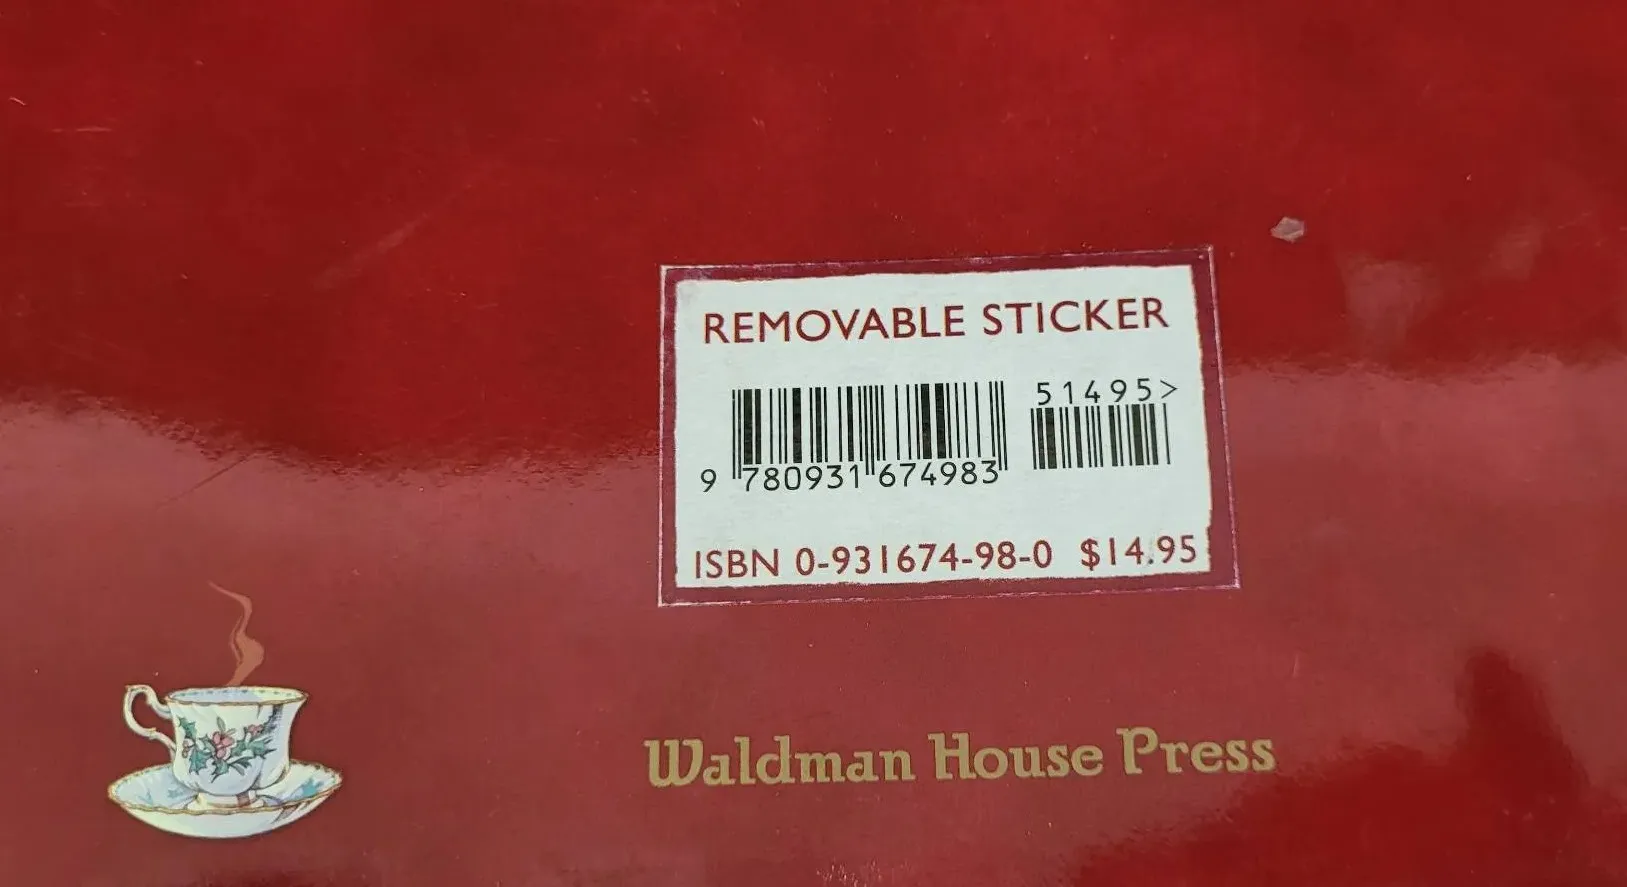 REMOVABLE STICKER
51495>
9 780931 674983
ISBN 0-931674-98-0 $14.95
Waldman House Press